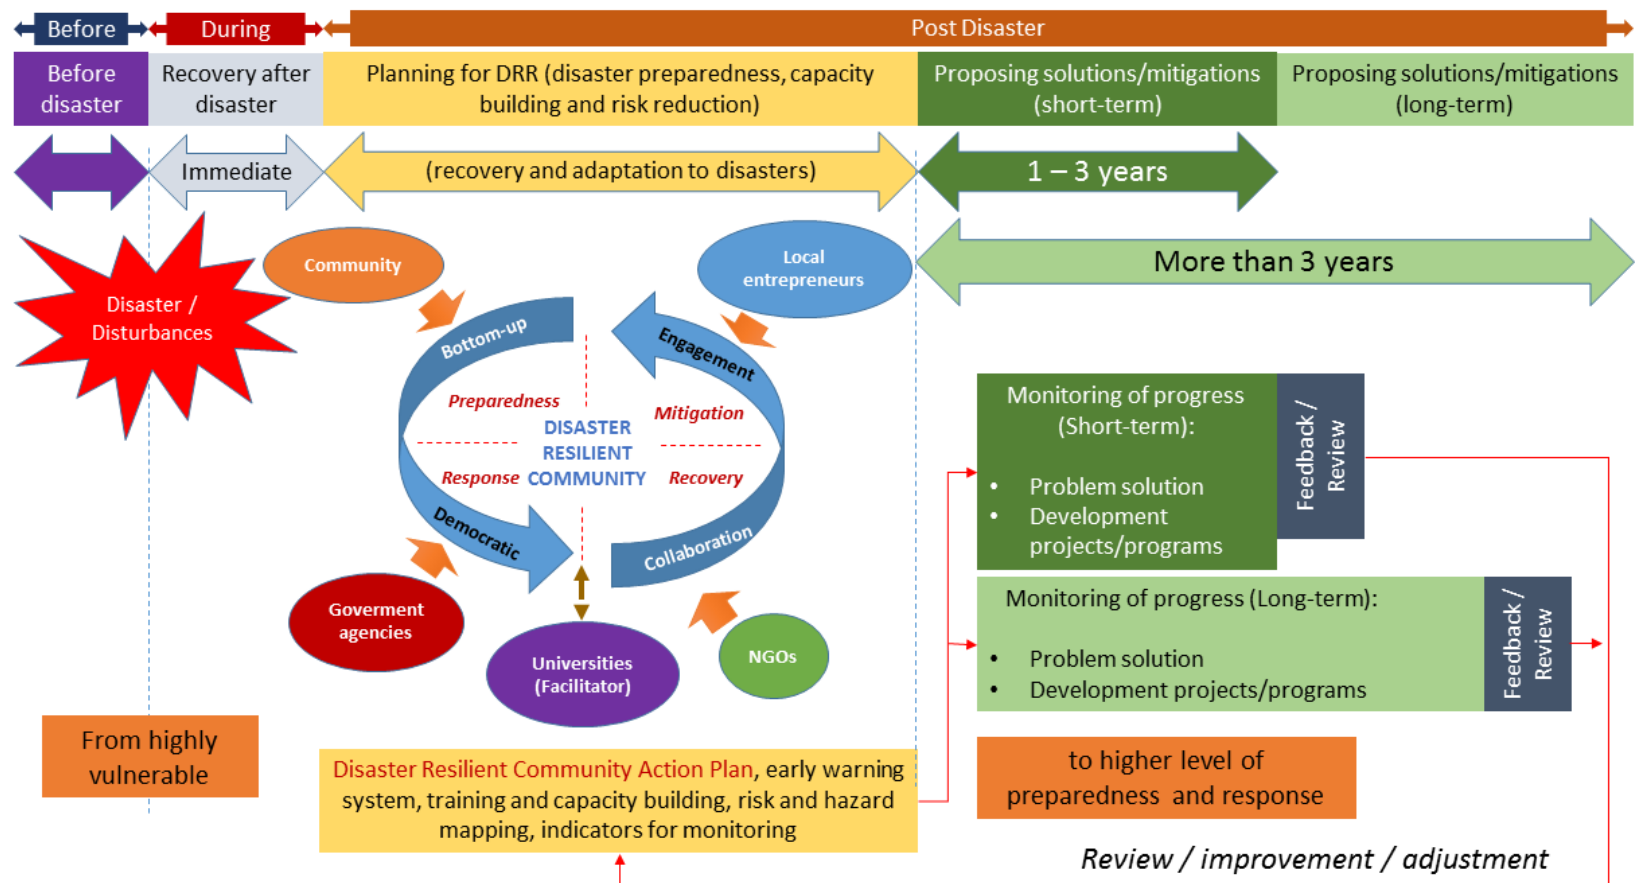 Before
During
Post Disaster
Before
disaster
Recovery after
disaster
Planning for DRR (disaster preparedness, capacity
building and risk reduction)
Proposing solutions/mitigations
(short-term)
Proposing solutions/mitigations
(long-term)
Immediate
(recovery and adaptation to disasters)
1 – 3 years
More than 3 years
Disaster /
Disturbances
Community
Local
entrepreneurs
Bottom-up
Engagement
Preparedness
Mitigation
DISASTER
RESILIENT
COMMUNITY
Response
Recovery
Democratic
Collaboration
Goverment
agencies
Universities
(Facilitator)
NGOs
Monitoring of progress
(Short-term):
• Problem solution
• Development
projects/programs
Feedback /
Review
Monitoring of progress (Long-term):
• Problem solution
• Development projects/programs
Feedback /
Review
From highly
vulnerable
Disaster Resilient Community Action Plan, early warning
system, training and capacity building, risk and hazard
mapping, indicators for monitoring
to higher level of
preparedness and response
Review / improvement / adjustment